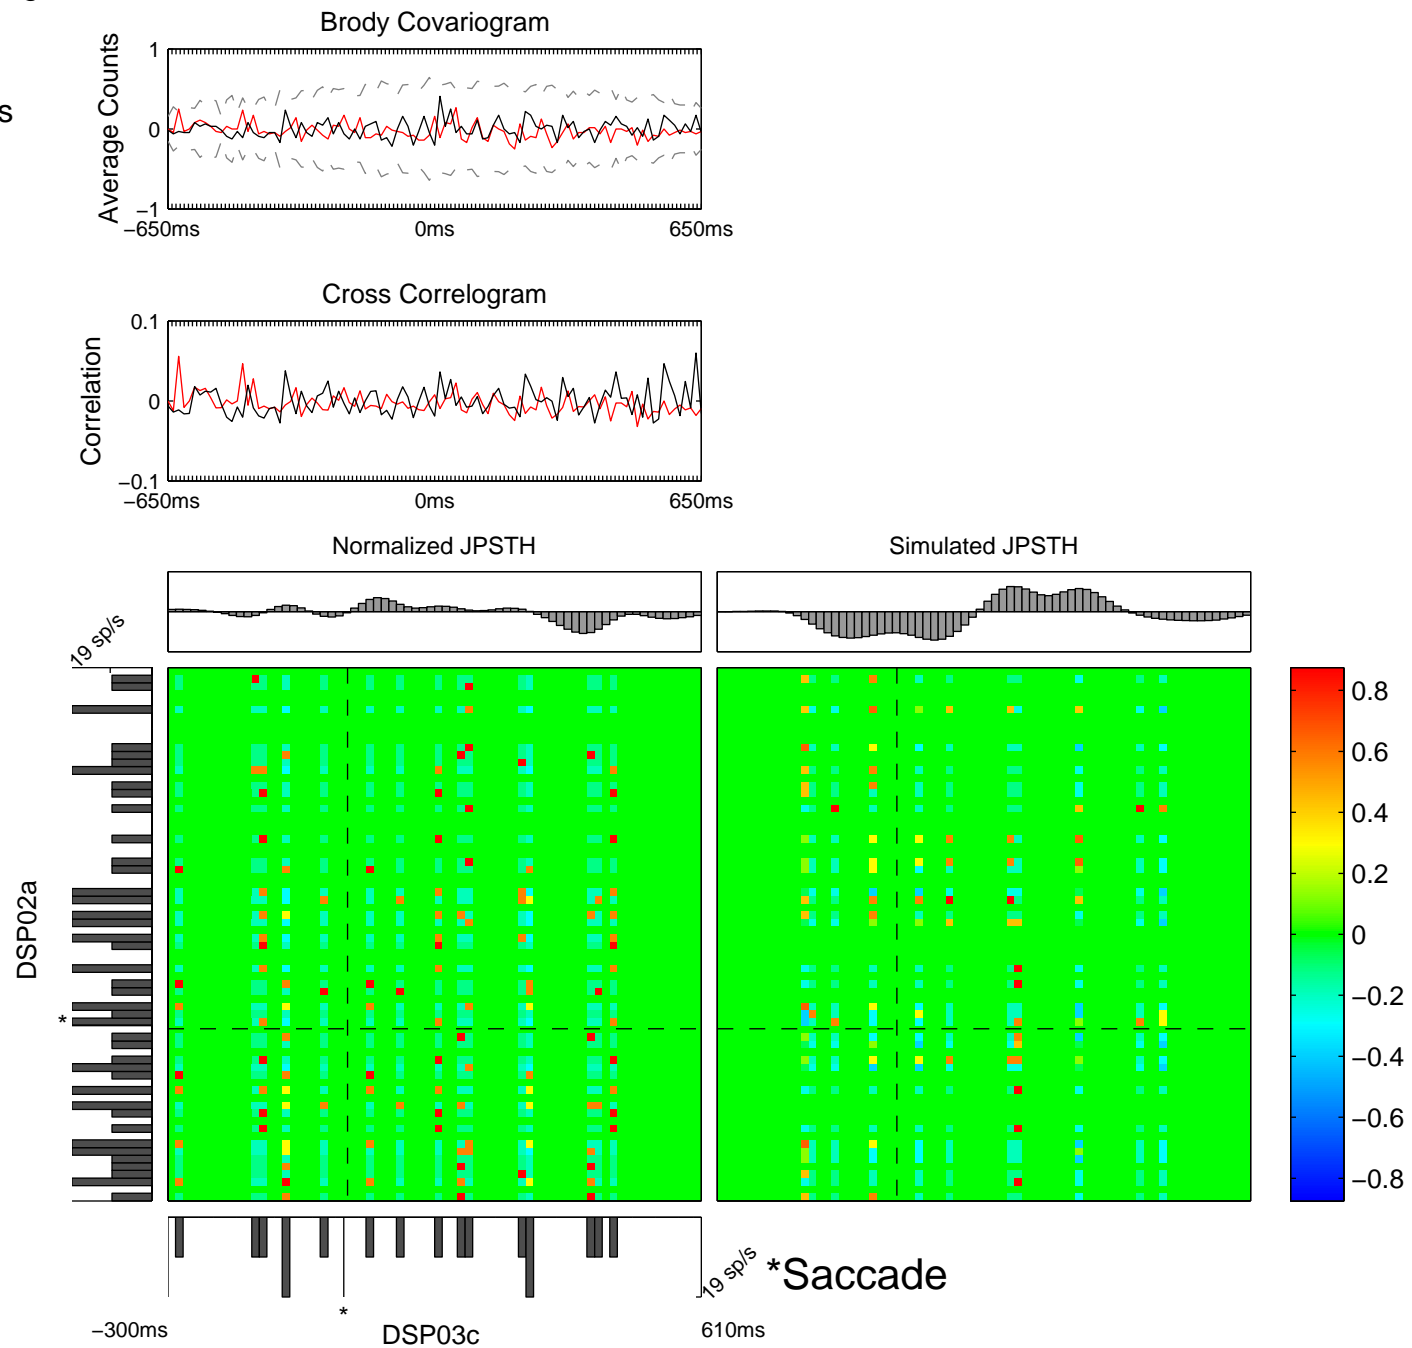 g
Brody Covariogram
s
Average Counts
1
0
−1
−650ms
0ms
650ms
Cross Correlogram
Correlation
0.1
0
−0.1
−650ms
0ms
650ms
Normalized JPSTH
Simulated JPSTH
19 sp/s
DSP02a
*
0.8
0.6
0.4
0.2
0
−0.2
−0.4
−0.6
−0.8
19 sp/s
*Saccade
*
−300ms
DSP03c
610ms